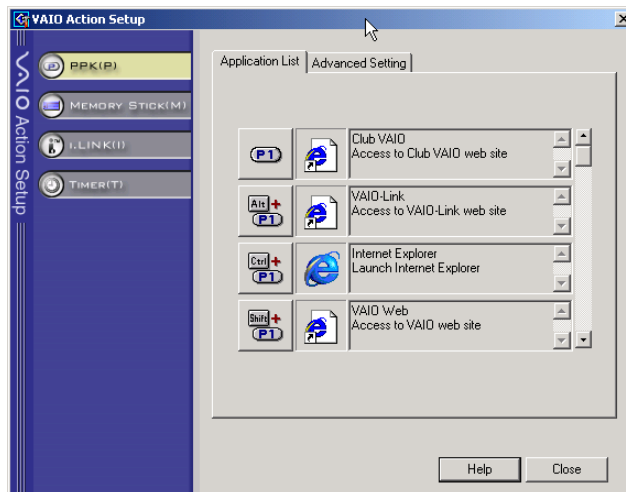 VAIO Action Setup
VAIO Action Setup
PPK(P)
MEMORY STICK(M)
i.LINK(I)
TIMER(T)
Application List
Advanced Setting
P1
Club VAIO
Access to Club VAIO web site
Alt +
P1
VAIO-Link
Access to VAIO-Link web site
Ctrl +
P1
Internet Explorer
Launch Internet Explorer
Shift +
P1
VAIO Web
Access to VAIO web site
Help
Close